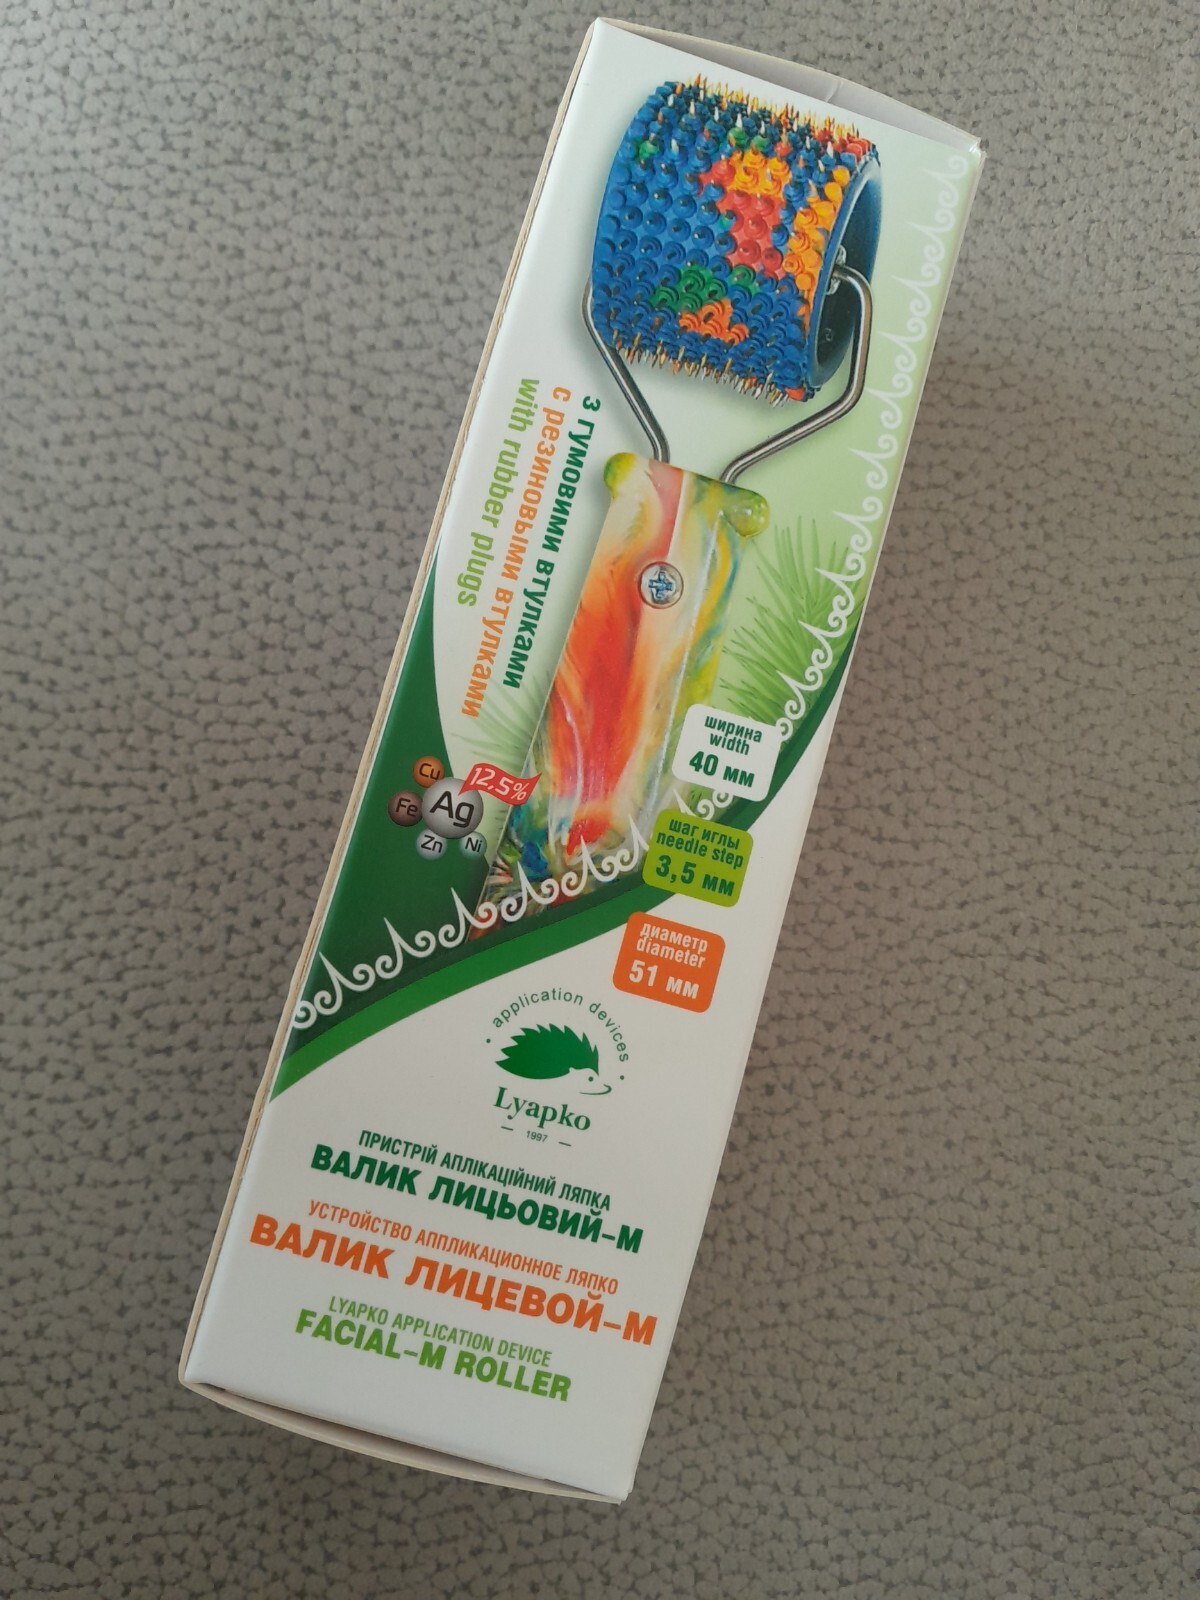 з гумовими втулками
с резиновыми втулками
with rubber plugs
Cu
12,5%
Fe
Ag
Zn
Ni
ширина
width
40 мм
шаг иглы
needle step
3,5 мм
диаметр
diameter
51 мм
• application devices •
Lyapko
— 1997 —
ПРИСТРІЙ АПЛІКАЦІЙНИЙ ЛЯПКА
ВАЛИК ЛИЦЬОВИЙ-М
УСТРОЙСТВО АППЛИКАЦИОННОЕ ЛЯПКО
ВАЛИК ЛИЦЕВОЙ-М
LYAPKO APPLICATION DEVICE
FACIAL-M ROLLER